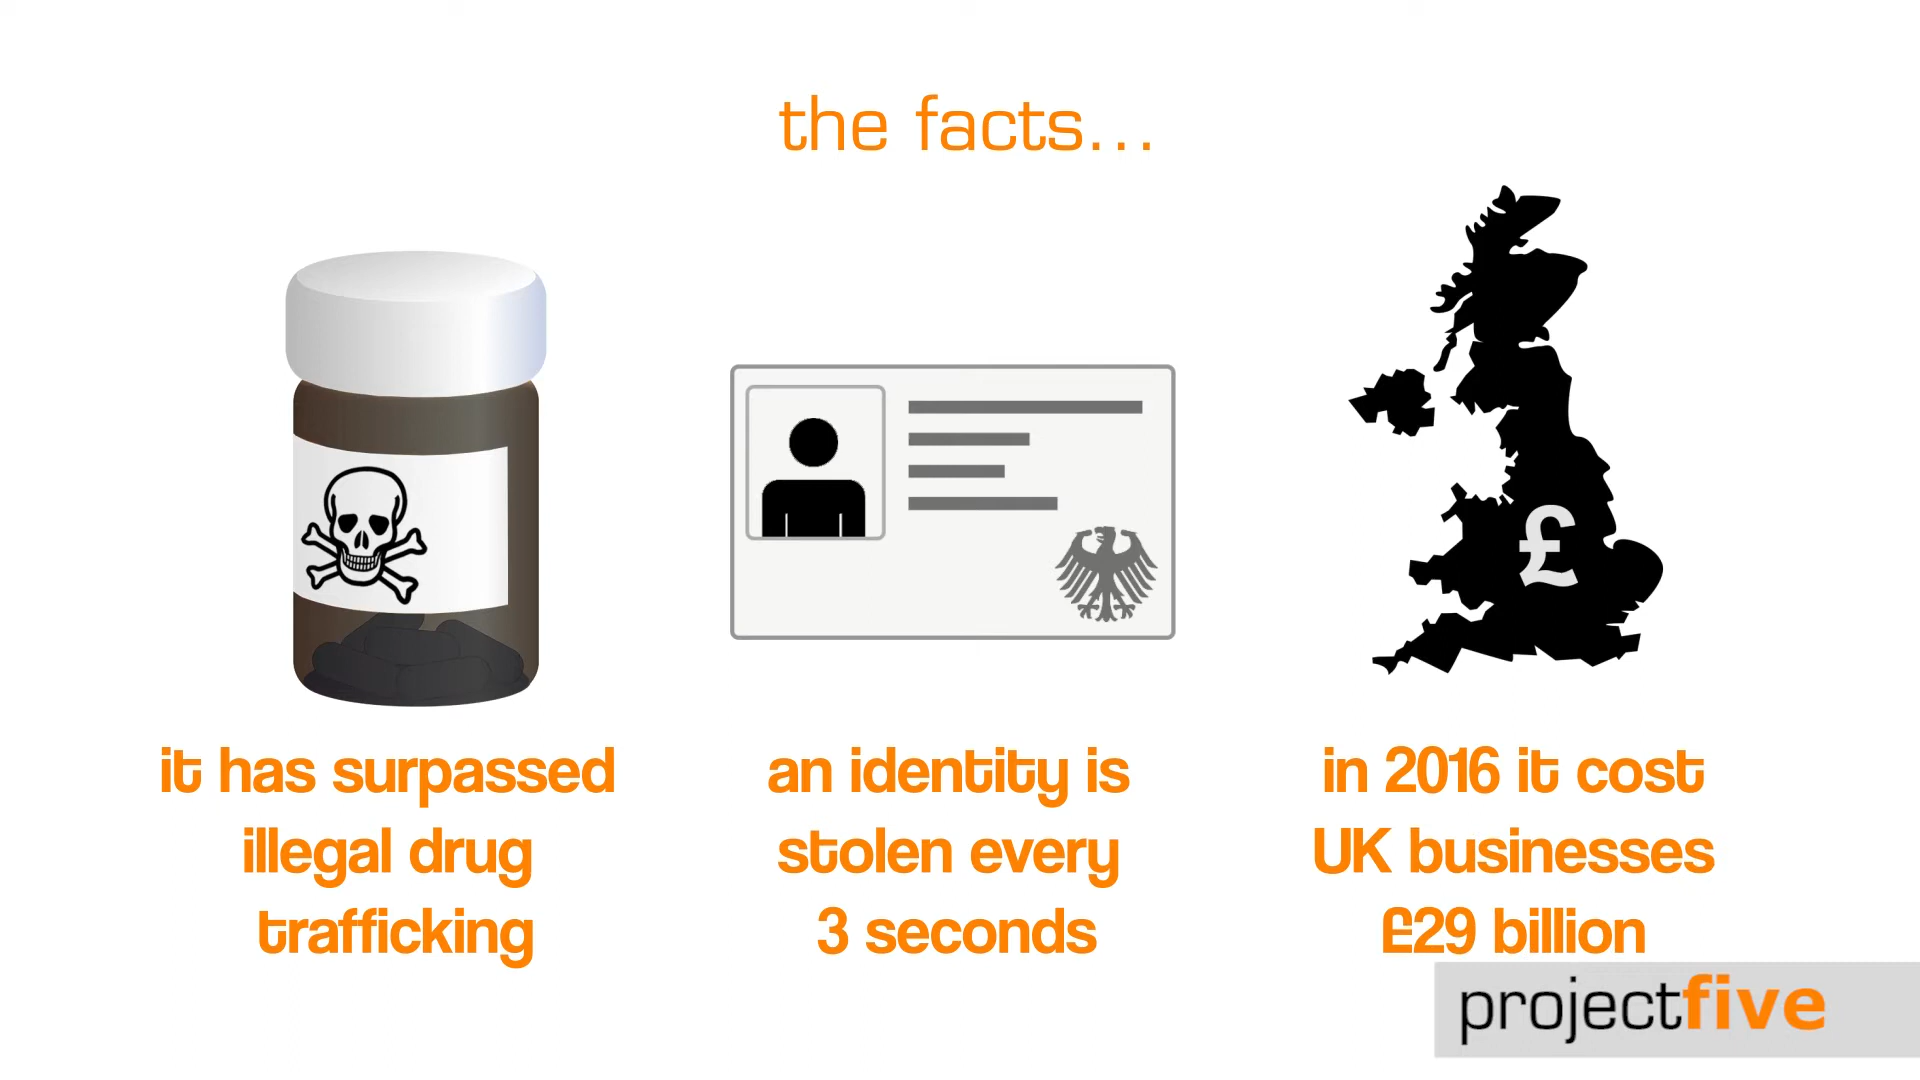 the facts...
it has surpassed
illegal drug
trafficking
an identity is
stolen every
3 seconds
£
in 2016 it cost
UK businesses
£29 billion
projectfive